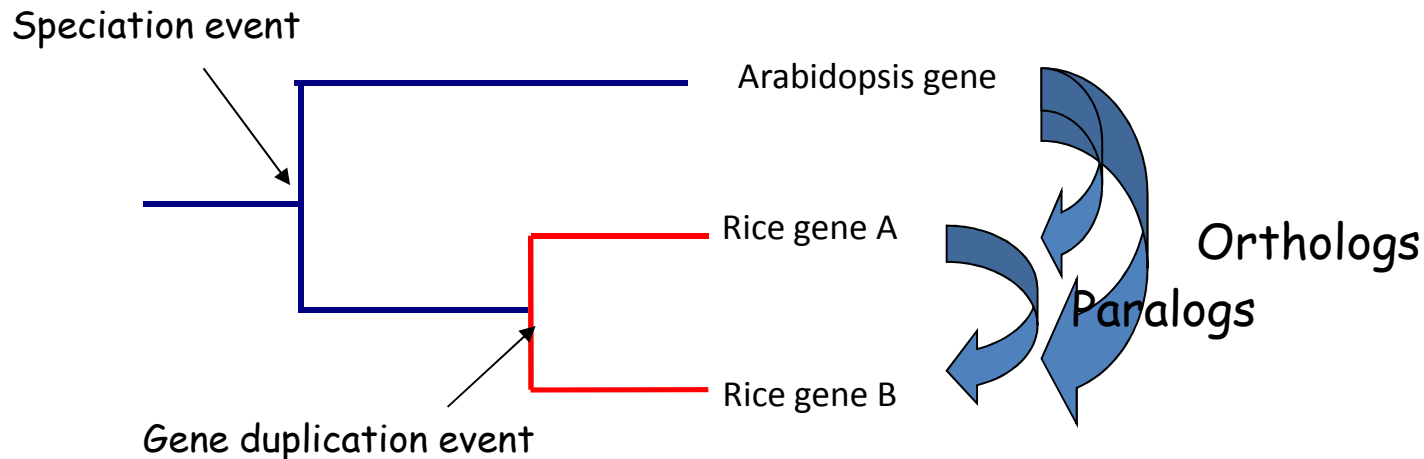 Speciation event
Arabidopsis gene
Rice gene A
Orthologs
Paralogs
Rice gene B
Gene duplication event